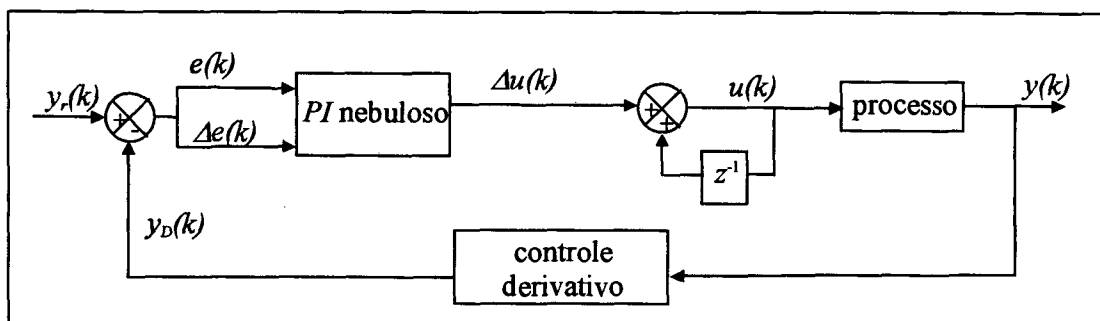 y_r(k)
+
-
e(k)
Δe(k)
PI nebuloso
Δu(k)
+
+
u(k)
z⁻¹
processo
y(k)
y_D(k)
controle
derivativo